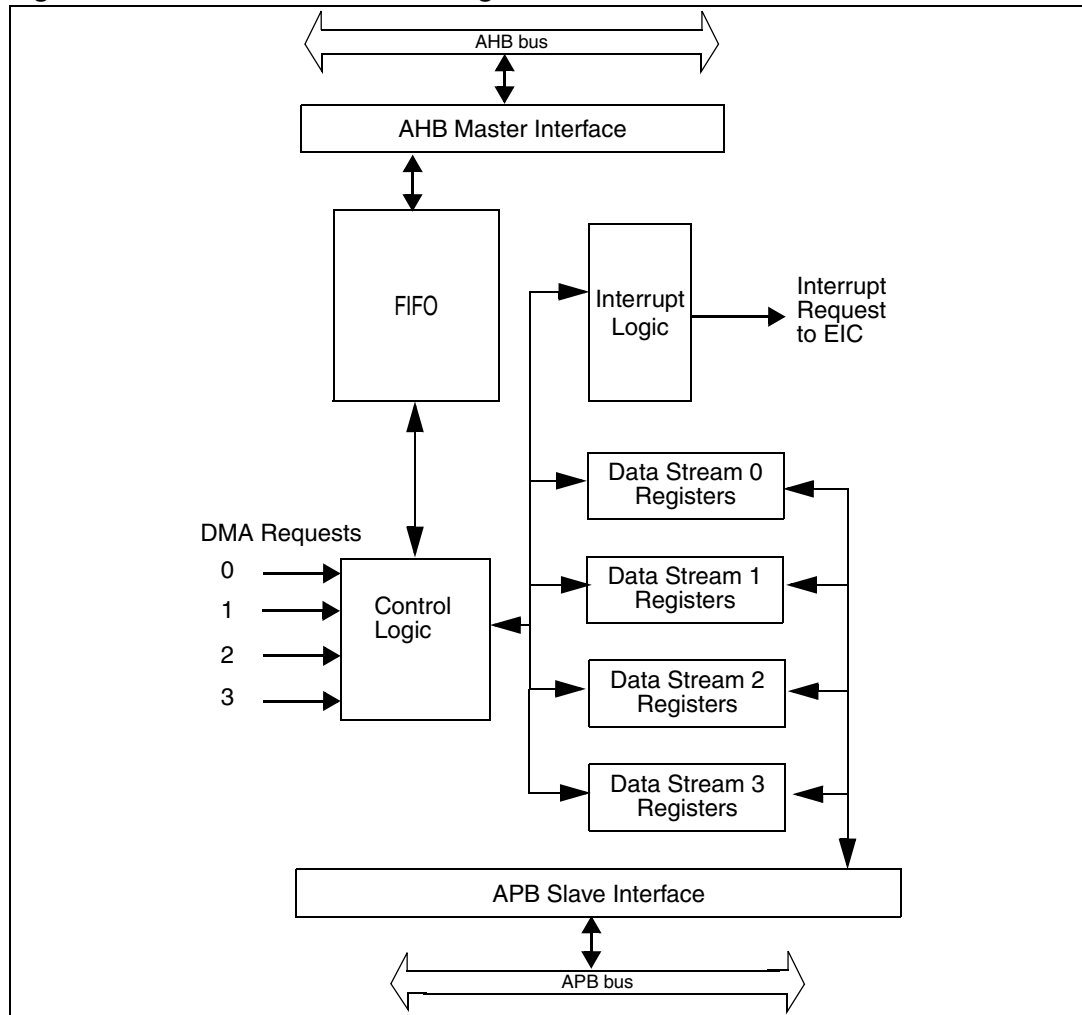 AHB bus
AHB Master Interface
FIFO
Interrupt
Logic
Interrupt
Request
to EIC
Data Stream 0
Registers
DMA Requests
0
1
2
3
Control
Logic
Data Stream 1
Registers
Data Stream 2
Registers
Data Stream 3
Registers
APB Slave Interface
APB bus